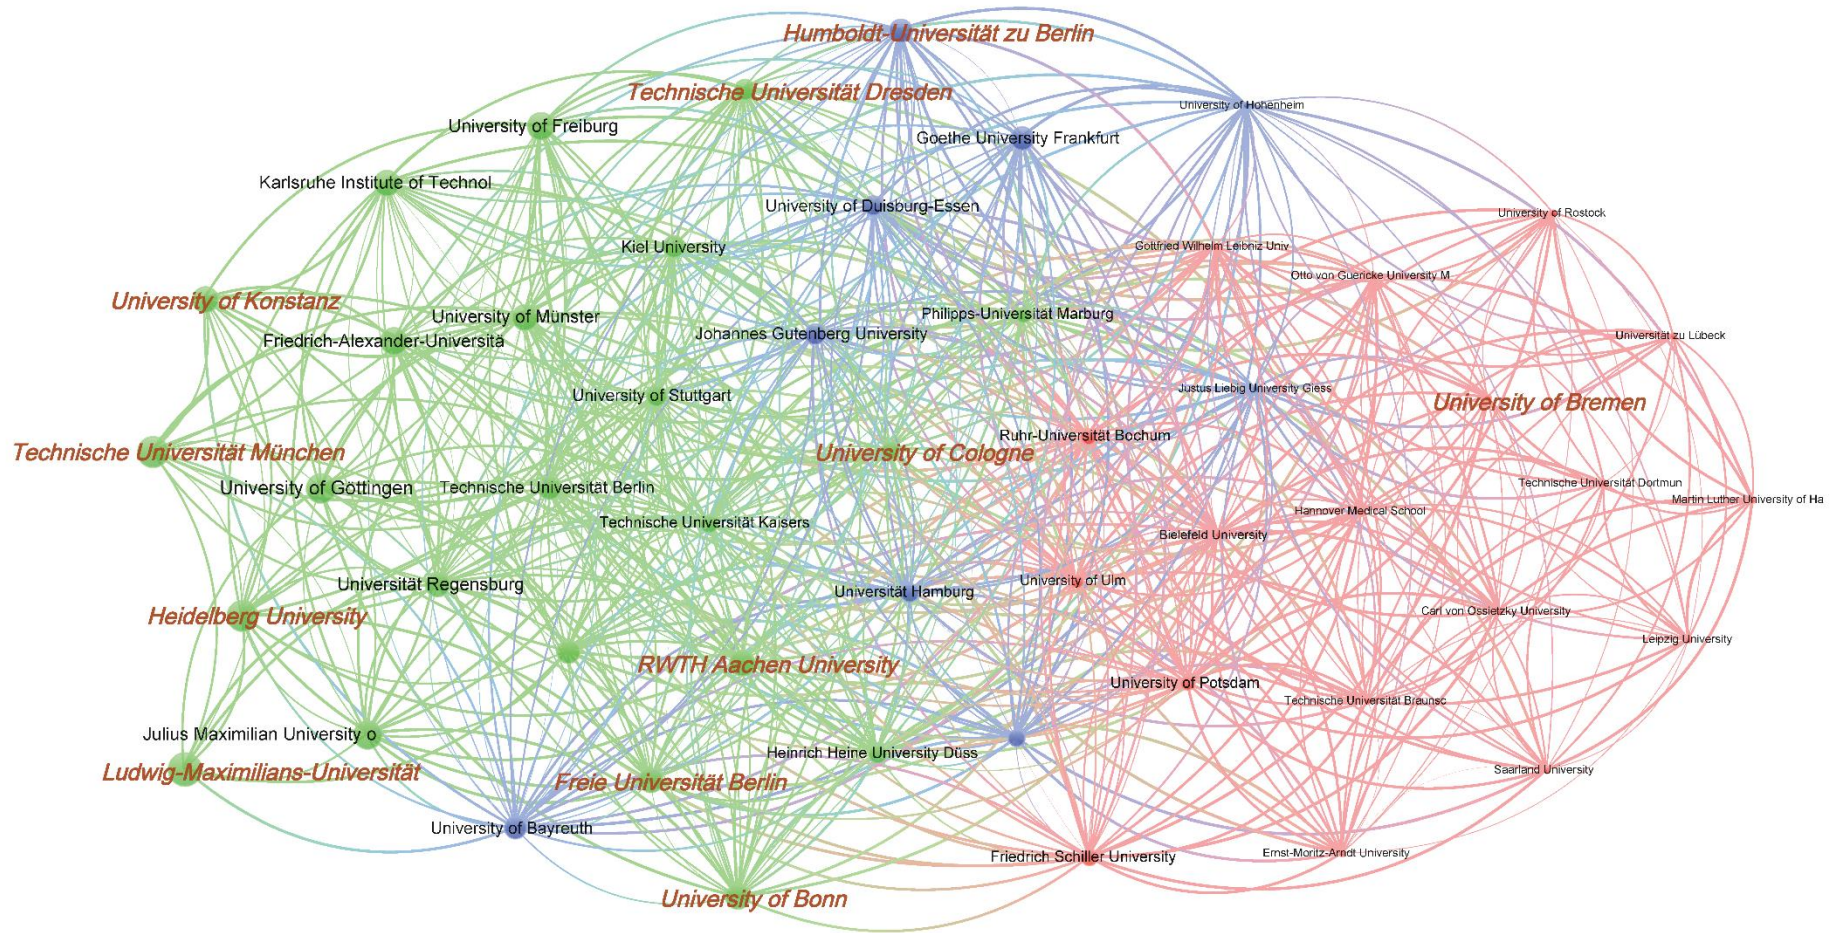 Humboldt-Universität zu Berlin
Technische Universität Dresden
University of Hohenheim
University of Freiburg
Goethe University Frankfurt
Karlsruhe Institute of Technol
University of Duisburg-Essen
University of Rostock
Kiel University
Gottfried Wilhelm Leibniz Univ
Otto von Guericke University M
University of Konstanz
University of Münster
Philipps-Universität Marburg
Friedrich-Alexander-Universitä
Johannes Gutenberg University
Universität zu Lübeck
University of Stuttgart
Justus Liebig University Giess
University of Bremen
Ruhr-Universität Bochum
Technische Universität München
University of Cologne
University of Göttingen
Technische Universität Berlin
Technische Universität Dortmun
Martin Luther University of Ha
Hannover Medical School
Technische Universität Kaisers
Bielefeld University
Universität Regensburg
University of Ulm
Universität Hamburg
Carl von Ossietzky University
Heidelberg University
Leipzig University
RWTH Aachen University
University of Potsdam
Technische Universität Braunsc
Julius Maximilian University o
Heinrich Heine University Düss
Ludwig-Maximilians-Universität
Saarland University
Freie Universität Berlin
University of Bayreuth
Ernst-Moritz-Arndt University
Friedrich Schiller University
University of Bonn